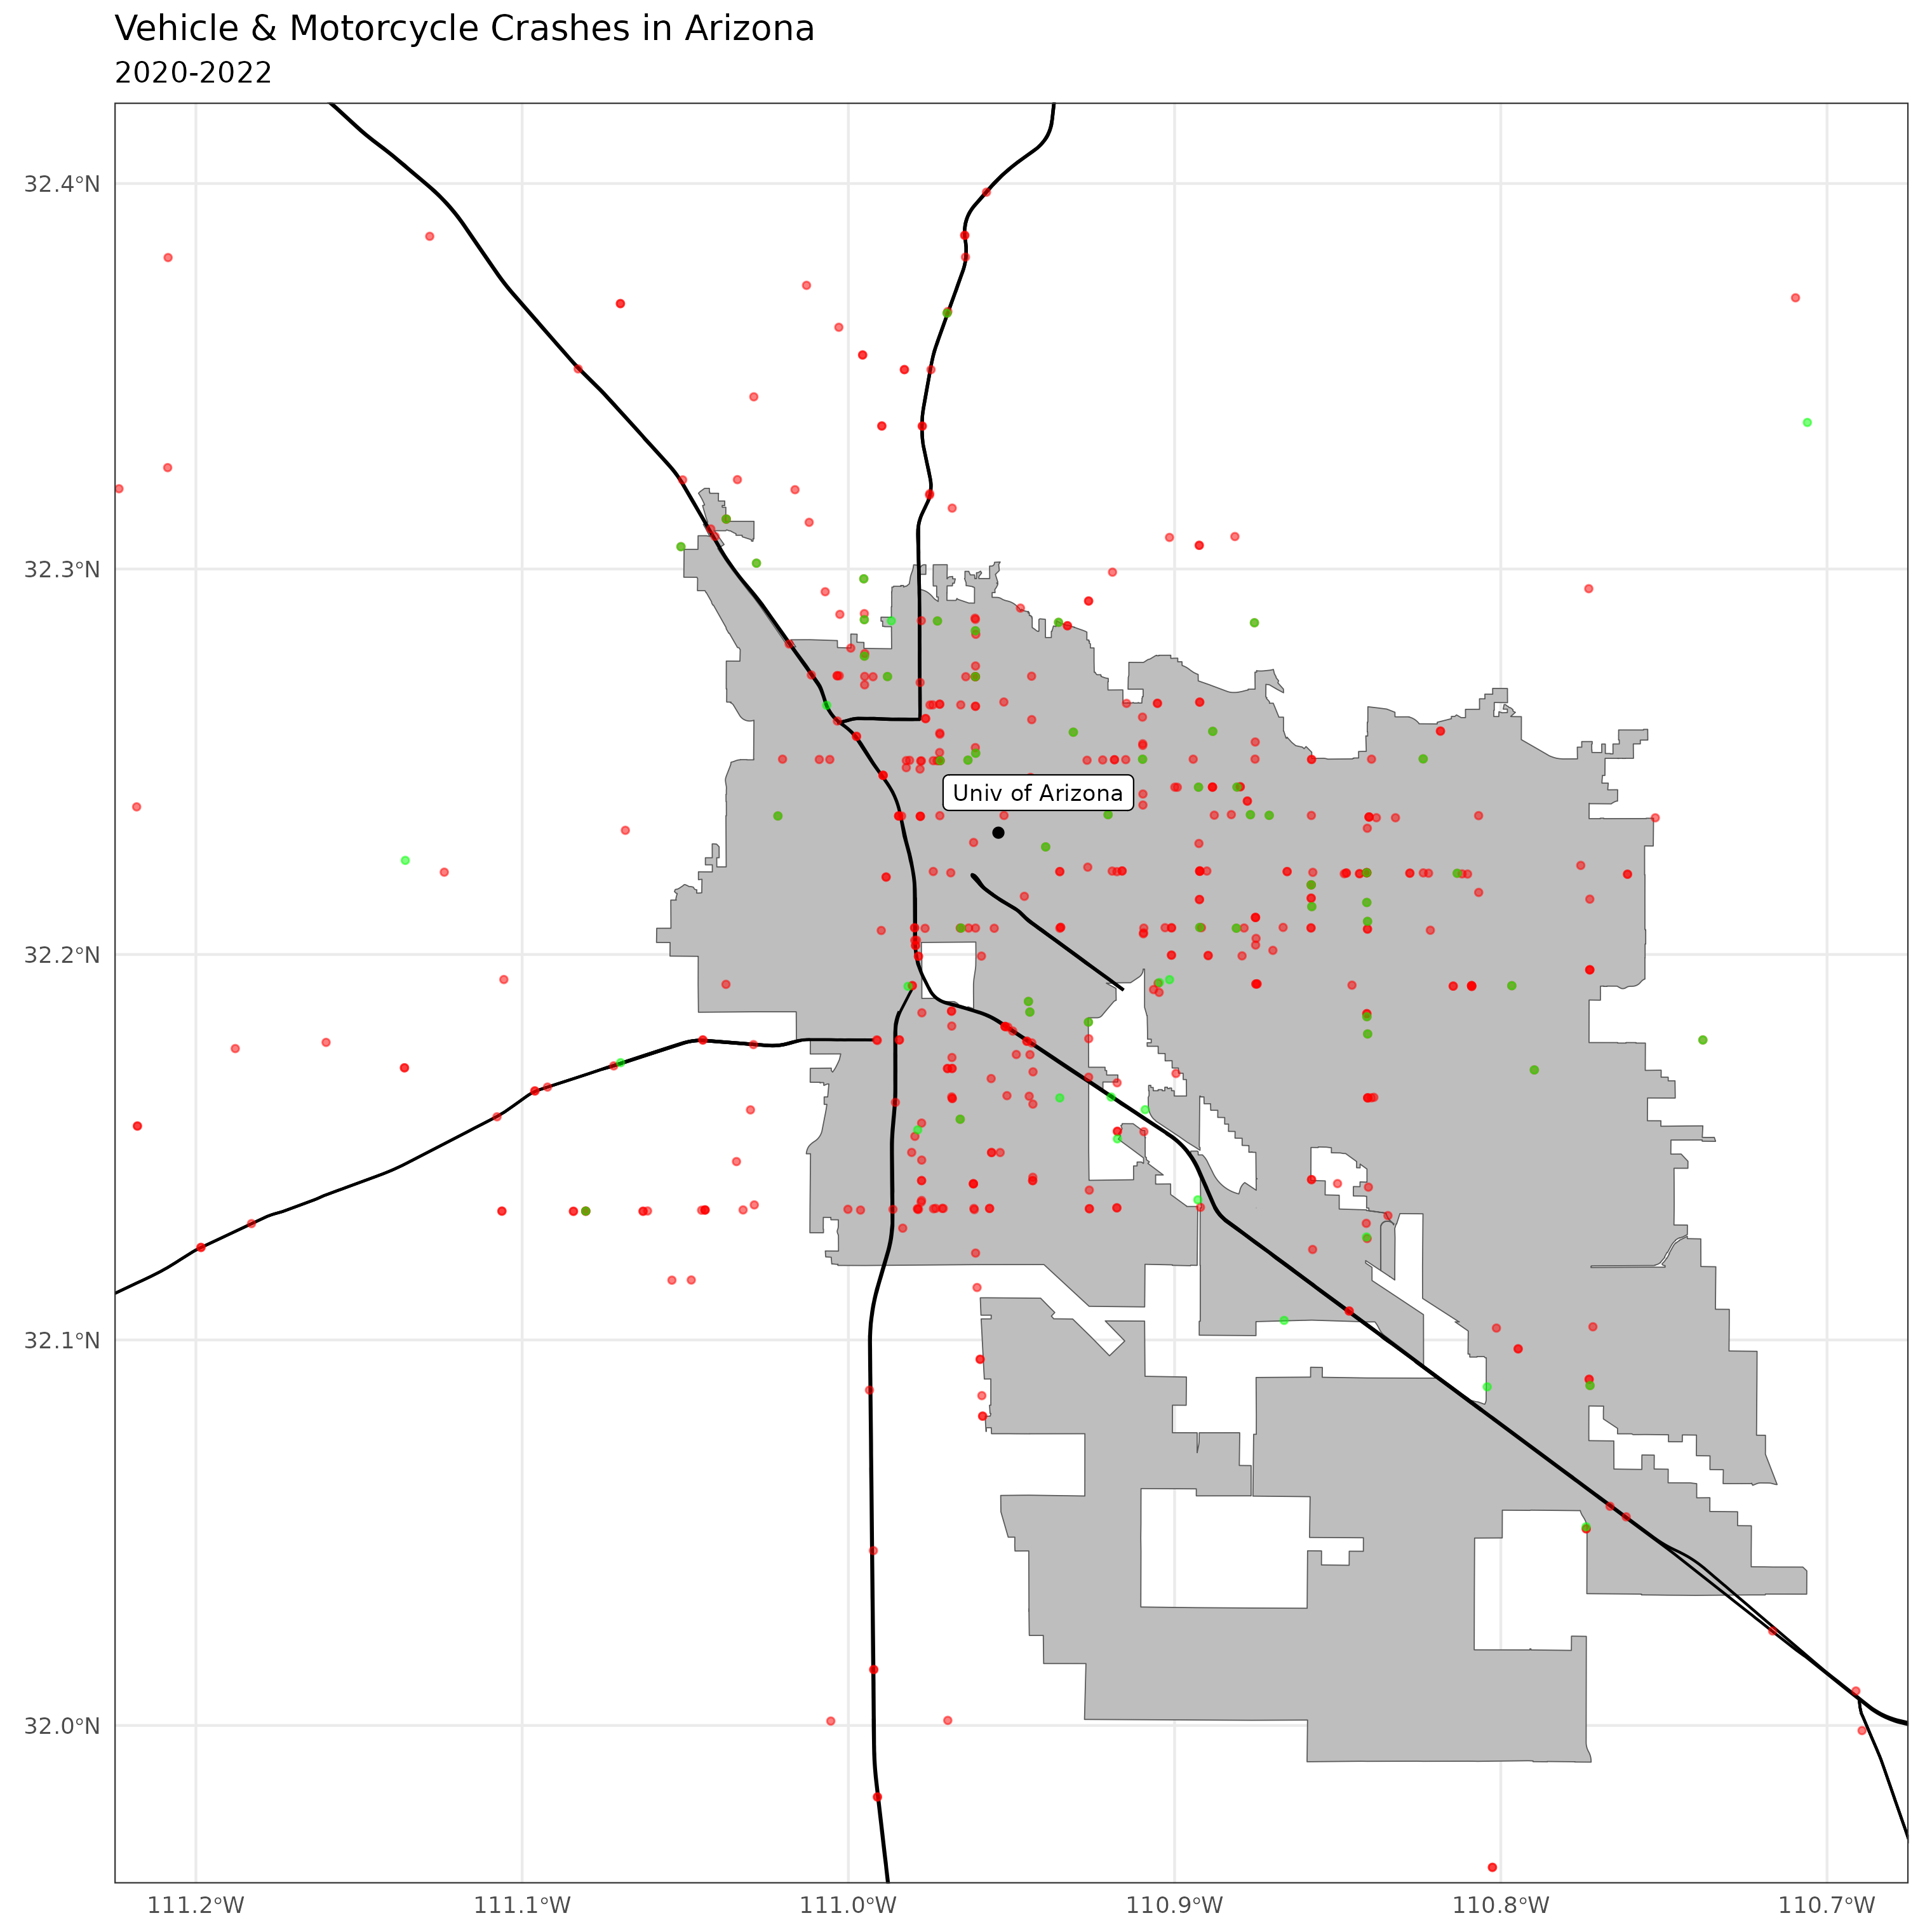 Vehicle & Motorcycle Crashes in Arizona
2020-2022
32.4°N
32.3°N
Univ of Arizona
32.2°N
32.1°N
32.0°N
111.2°W 111.1°W 111.0°W 110.9°W 110.8°W 110.7°W